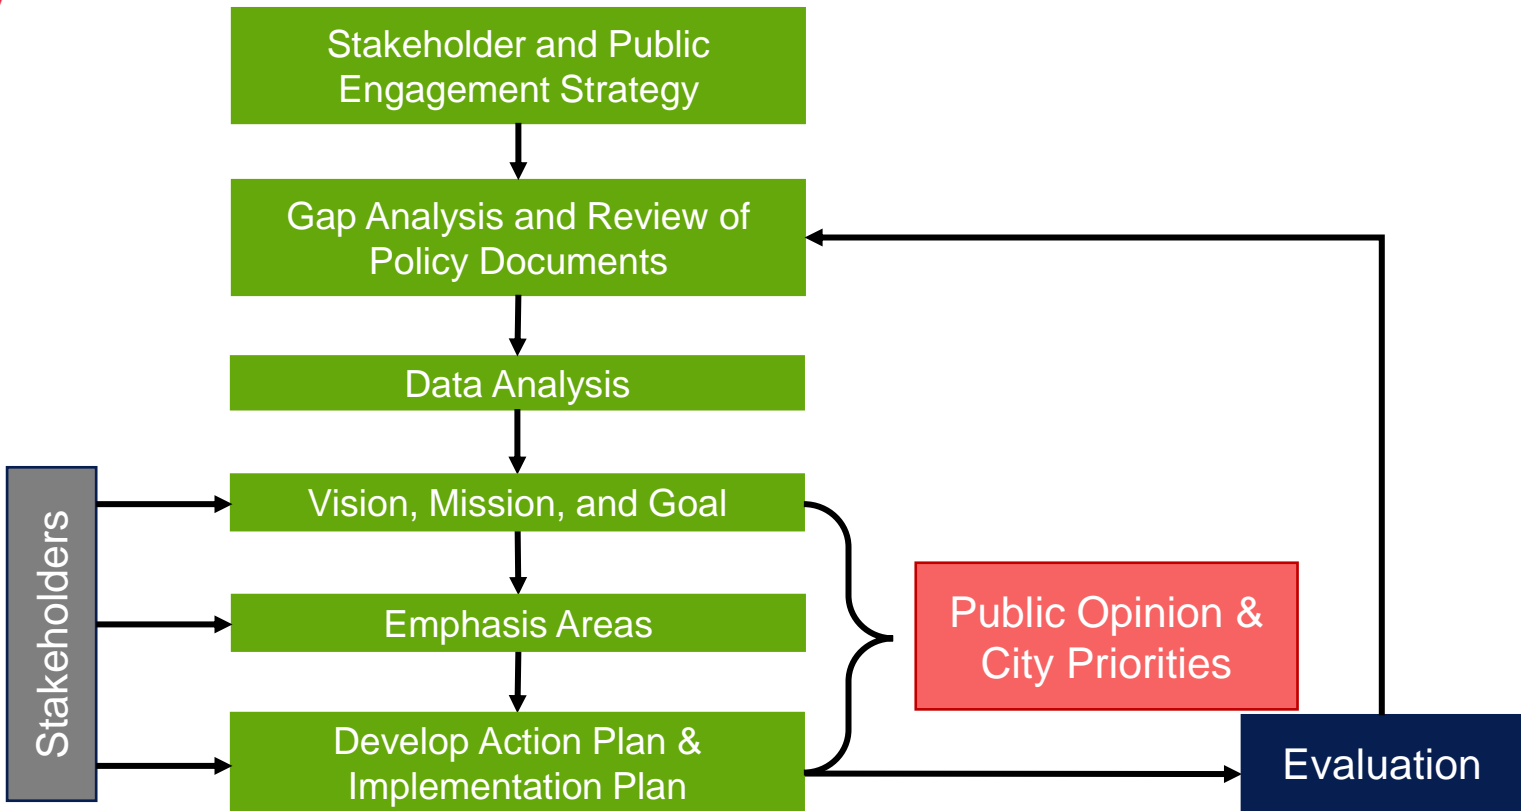 Stakeholder and Public
Engagement Strategy
Gap Analysis and Review of
Policy Documents
Data Analysis
Vision, Mission, and Goal
Emphasis Areas
Develop Action Plan &
Implementation Plan
Stakeholders
Public Opinion &
City Priorities
Evaluation